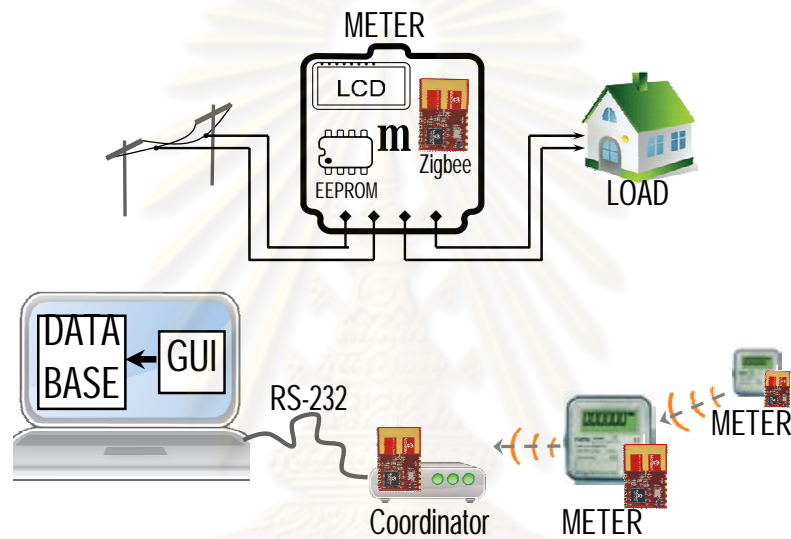 METER
LCD
m
Zigbee
EEPROM
LOAD
DATA
BASE
GUI
RS-232
METER
Coordinator
METER